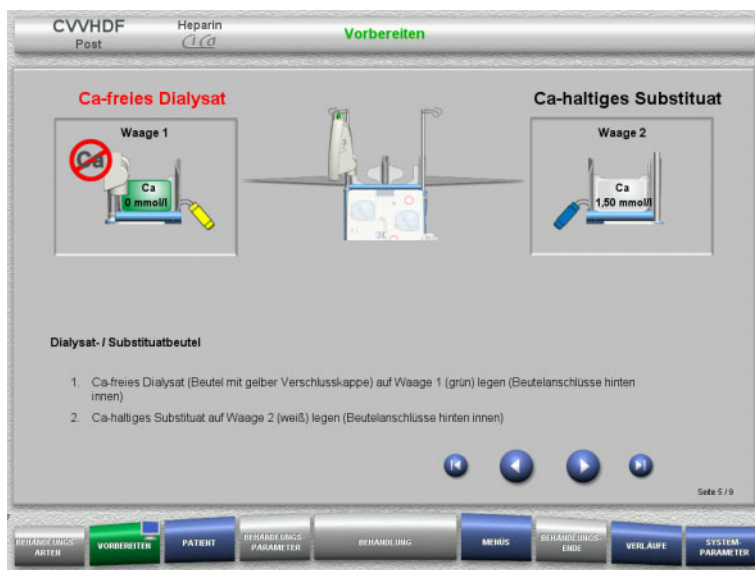 CVVHDF
Post
Heparin
CiCa
Vorbereiten
Ca-freies Dialysat
Ca-haltiges Substituat
Waage 1
Ca
Ca
0 mmol/l
Waage 2
Ca
1,50 mmol/l
Dialysat- / Substituatbeutel
1. Ca-freies Dialysat (Beutel mit gelber Verschlusskappe) auf Waage 1 (grün) legen (Beutelanschlüsse hinten
innen)
2. Ca-haltiges Substituat auf Waage 2 (weiß) legen (Beutelanschlüsse hinten innen)
Seite 5 / 9
BEHANDLUNGS-
ARTEN
VORBEREITEN
PATIENT
BEHANDLUNGS-
PARAMETER
BEHANDLUNG
MENÜS
BEHANDLUNGS-
ENDE
VERLÄUFE
SYSTEM-
PARAMETER